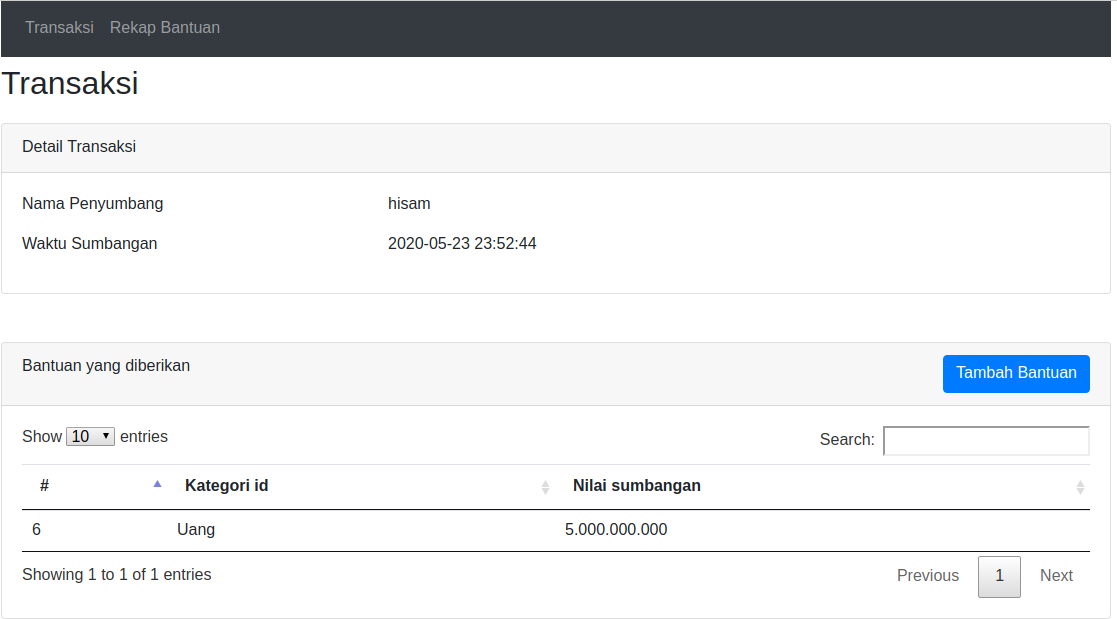 Transaksi Rekap Bantuan
Transaksi
Detail Transaksi
Nama Penyumbang hisam
Waktu Sumbangan 2020-05-23 23:52:44
Bantuan yang diberikan Tambah Bantuan
Show 10 entries Search:
# Kategori id Nilai sumbangan
6 Uang 5.000.000.000
Showing 1 to 1 of 1 entries Previous 1 Next